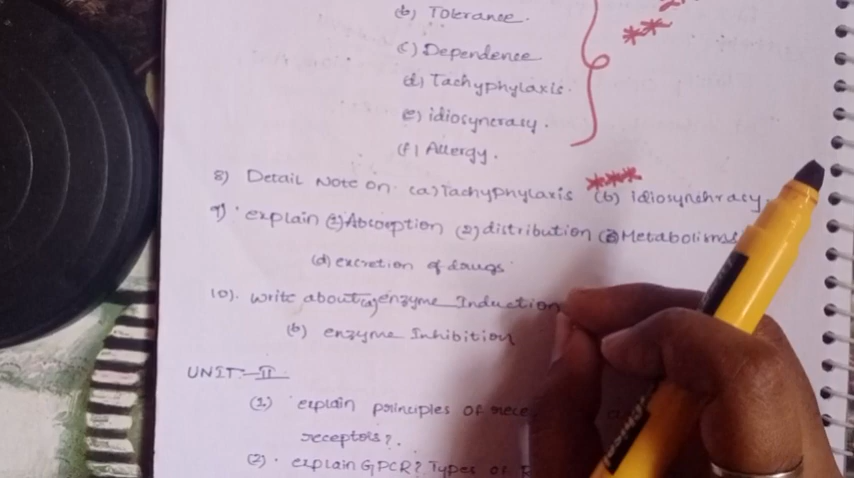 (b) Tolerance.
(c) Dependence
(d) Tachyphylaxis.
(e) idiosyncrasy.
(f) Allergy.
8) Detail Note on (a) Tachyphylaxis (b) idiosynchrasy.
9) explain (1) Absorption (2) distribution (3) Metabolisms
(d) excretion of drugs
10). Write about (a) enzyme Induction
(b) enzyme Inhibition
UNIT-II
(1) explain principles of
receptors?.
(2). explain GPCR? Types of